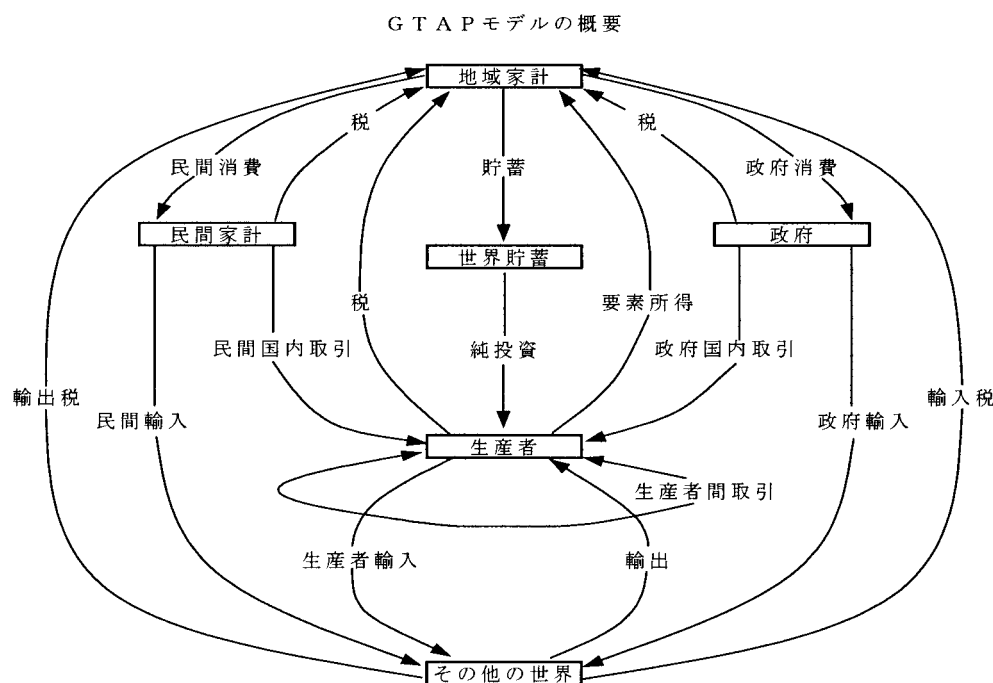 GTAPモデルの概要
地域家計
税
税
民間消費
貯蓄
政府消費
民間家計
政府
世界貯蓄
税
要素所得
民間国内取引
純投資
政府国内取引
輸出税
輸入税
民間輸入
政府輸入
生産者
生産者間取引
生産者輸入
輸出
その他の世界